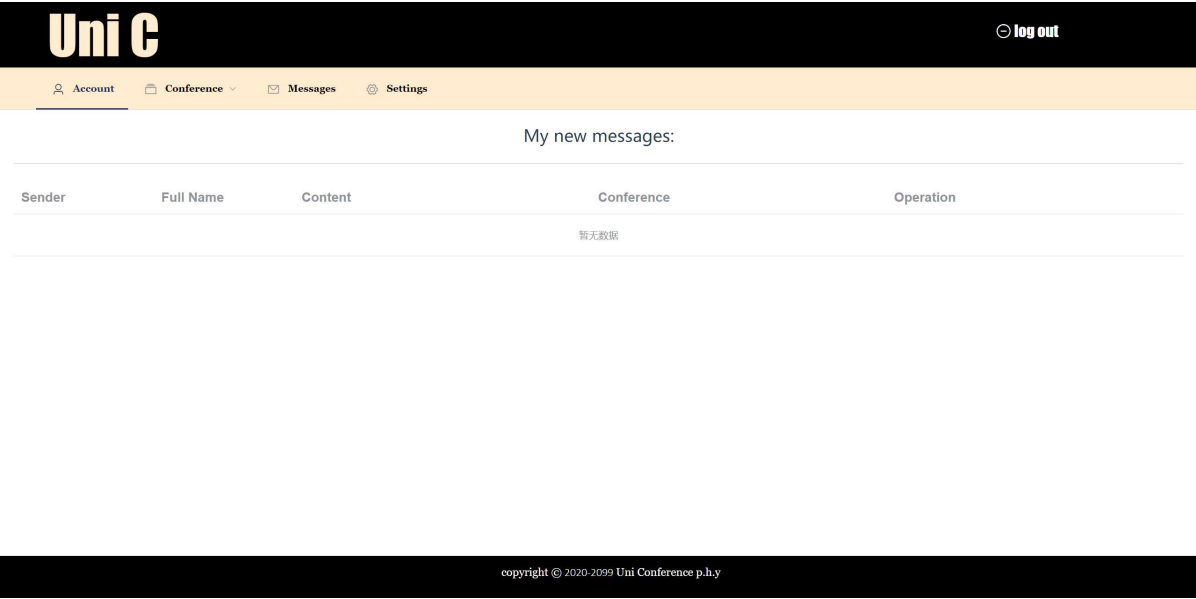 Uni C
log out
Account Conference Messages Settings
My new messages:
Sender Full Name Content Conference Operation
暂无数据
copyright © 2020-2099 Uni Conference p.h.y